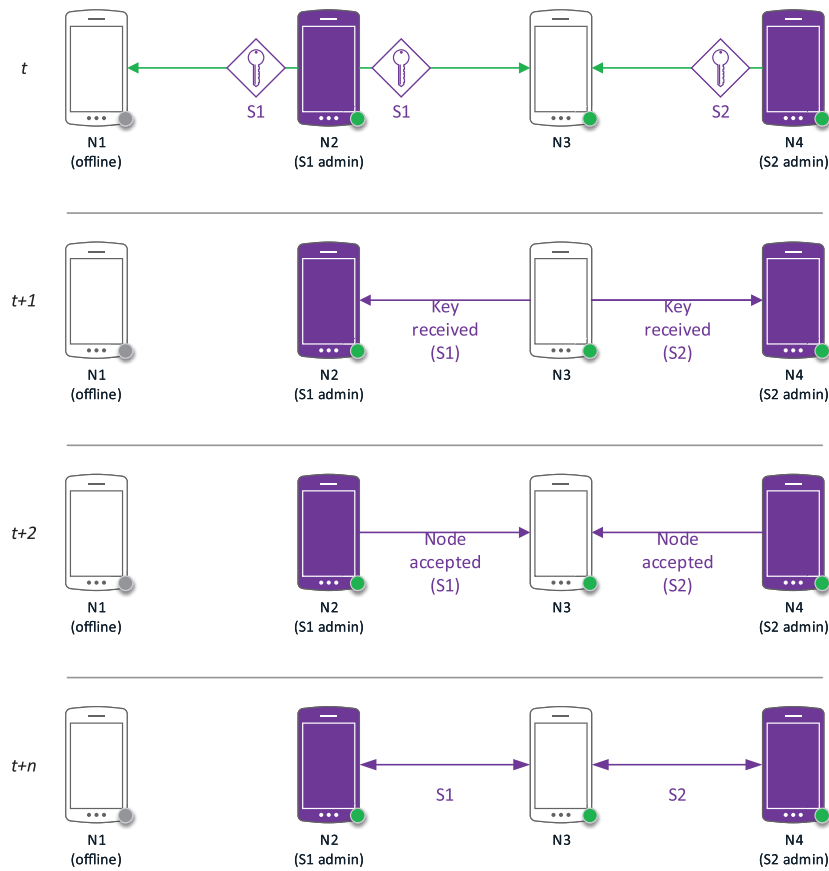 t
S1
S1
S2
N1
(offline)
N2
(S1 admin)
N3
N4
(S2 admin)
t+1
Key
received
(S1)
Key
received
(S2)
N1
(offline)
N2
(S1 admin)
N3
N4
(S2 admin)
t+2
Node
accepted
(S1)
Node
accepted
(S2)
N1
(offline)
N2
(S1 admin)
N3
N4
(S2 admin)
t+n
S1
S2
N1
(offline)
N2
(S1 admin)
N3
N4
(S2 admin)